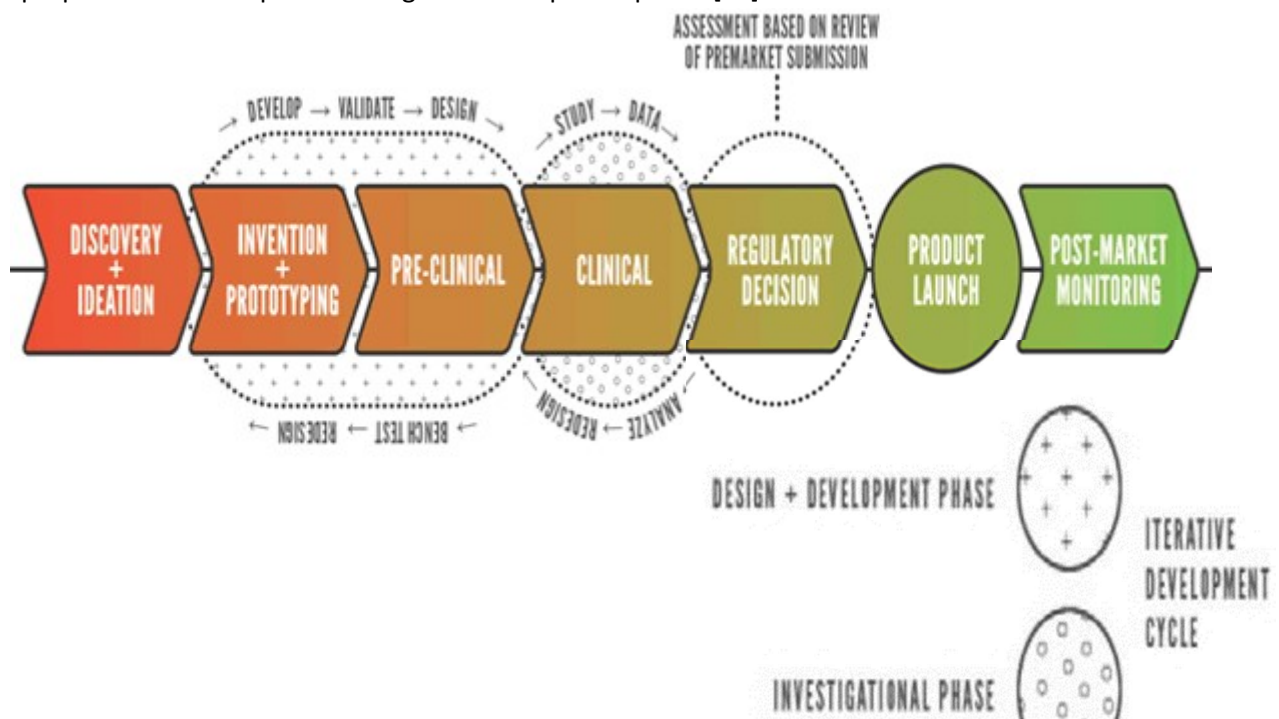 ASSESSMENT BASED ON REVIEW
OF PREMARKET SUBMISSION
→ DEVELOP → VALIDATE → DESIGN →
→ STUDY → DATA →
DISCOVERY
+
IDEATION
INVENTION
+
PROTOTYPING
PRE-CLINICAL
CLINICAL
REGULATORY
DECISION
PRODUCT
LAUNCH
POST-MARKET
MONITORING
← BENCH TEST ← REDESIGN ←
← ANALYZE ← REDESIGN ←
DESIGN + DEVELOPMENT PHASE
ITERATIVE
DEVELOPMENT
CYCLE
INVESTIGATIONAL PHASE